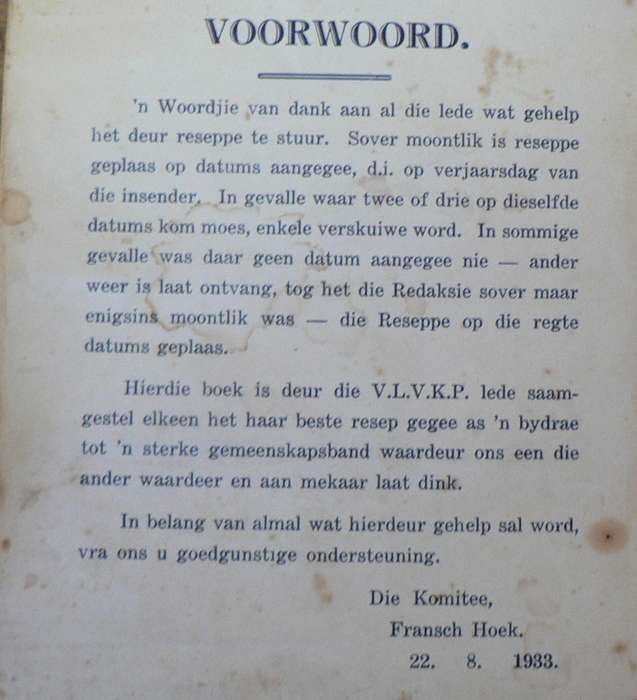 VOORWOORD.
'n Woordjie van dank aan al die lede wat gehelp
het deur reseppe te stuur. Sover moontlik is reseppe
geplaas op datums aangegee, d.i. op verjaarsdag van
die insender. In gevalle waar twee of drie op dieselfde
datums kom moes, enkele verskuiwe word. In sommige
gevalle was daar geen datum aangegee nie — ander
weer is laat ontvang, tog het die Redaksie sover maar
enigsins moontlik was — die Reseppe op die regte
datums geplaas.
Hierdie boek is deur die V.L.V.K.P. lede saam-
gestel elkeen het haar beste resep gegee as 'n bydrae
tot 'n sterke gemeenskapsband waardeur ons een die
ander waardeer en aan mekaar laat dink.
In belang van almal wat hierdeur gehelp sal word,
vra ons u goedgunstige ondersteuning.
Die Komitee,
Fransch Hoek.
22. 8. 1933.